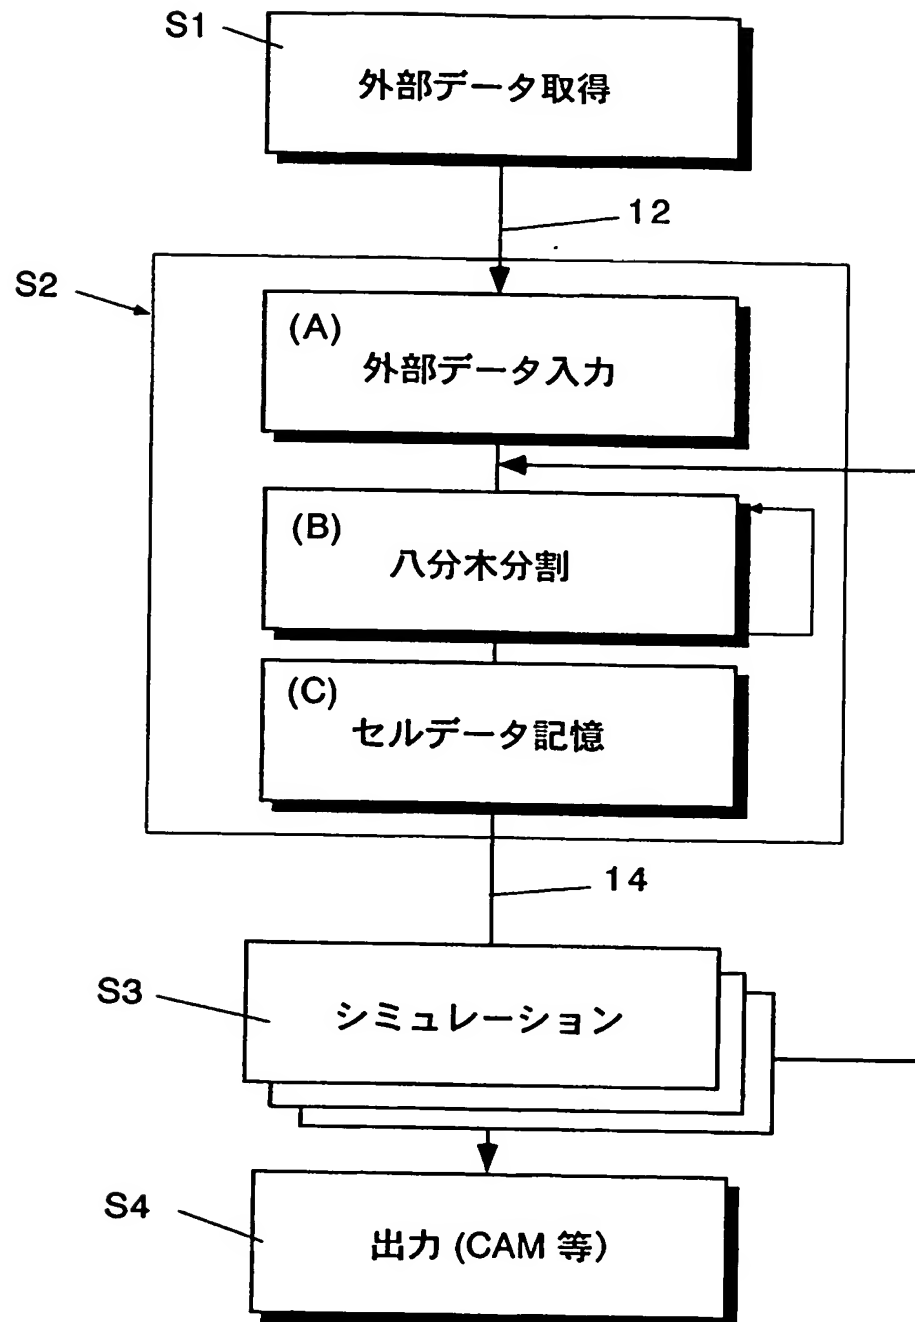 S1
外部データ取得
12
S2
(A)
外部データ入力
(B)
八分木分割
(C)
セルデータ記憶
14
S3
シミュレーション
S4
出力 (CAM 等)